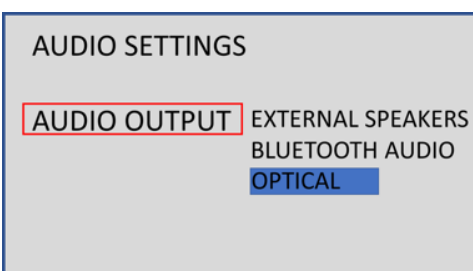 AUDIO SETTINGS
AUDIO OUTPUT EXTERNAL SPEAKERS
BLUETOOTH AUDIO
OPTICAL